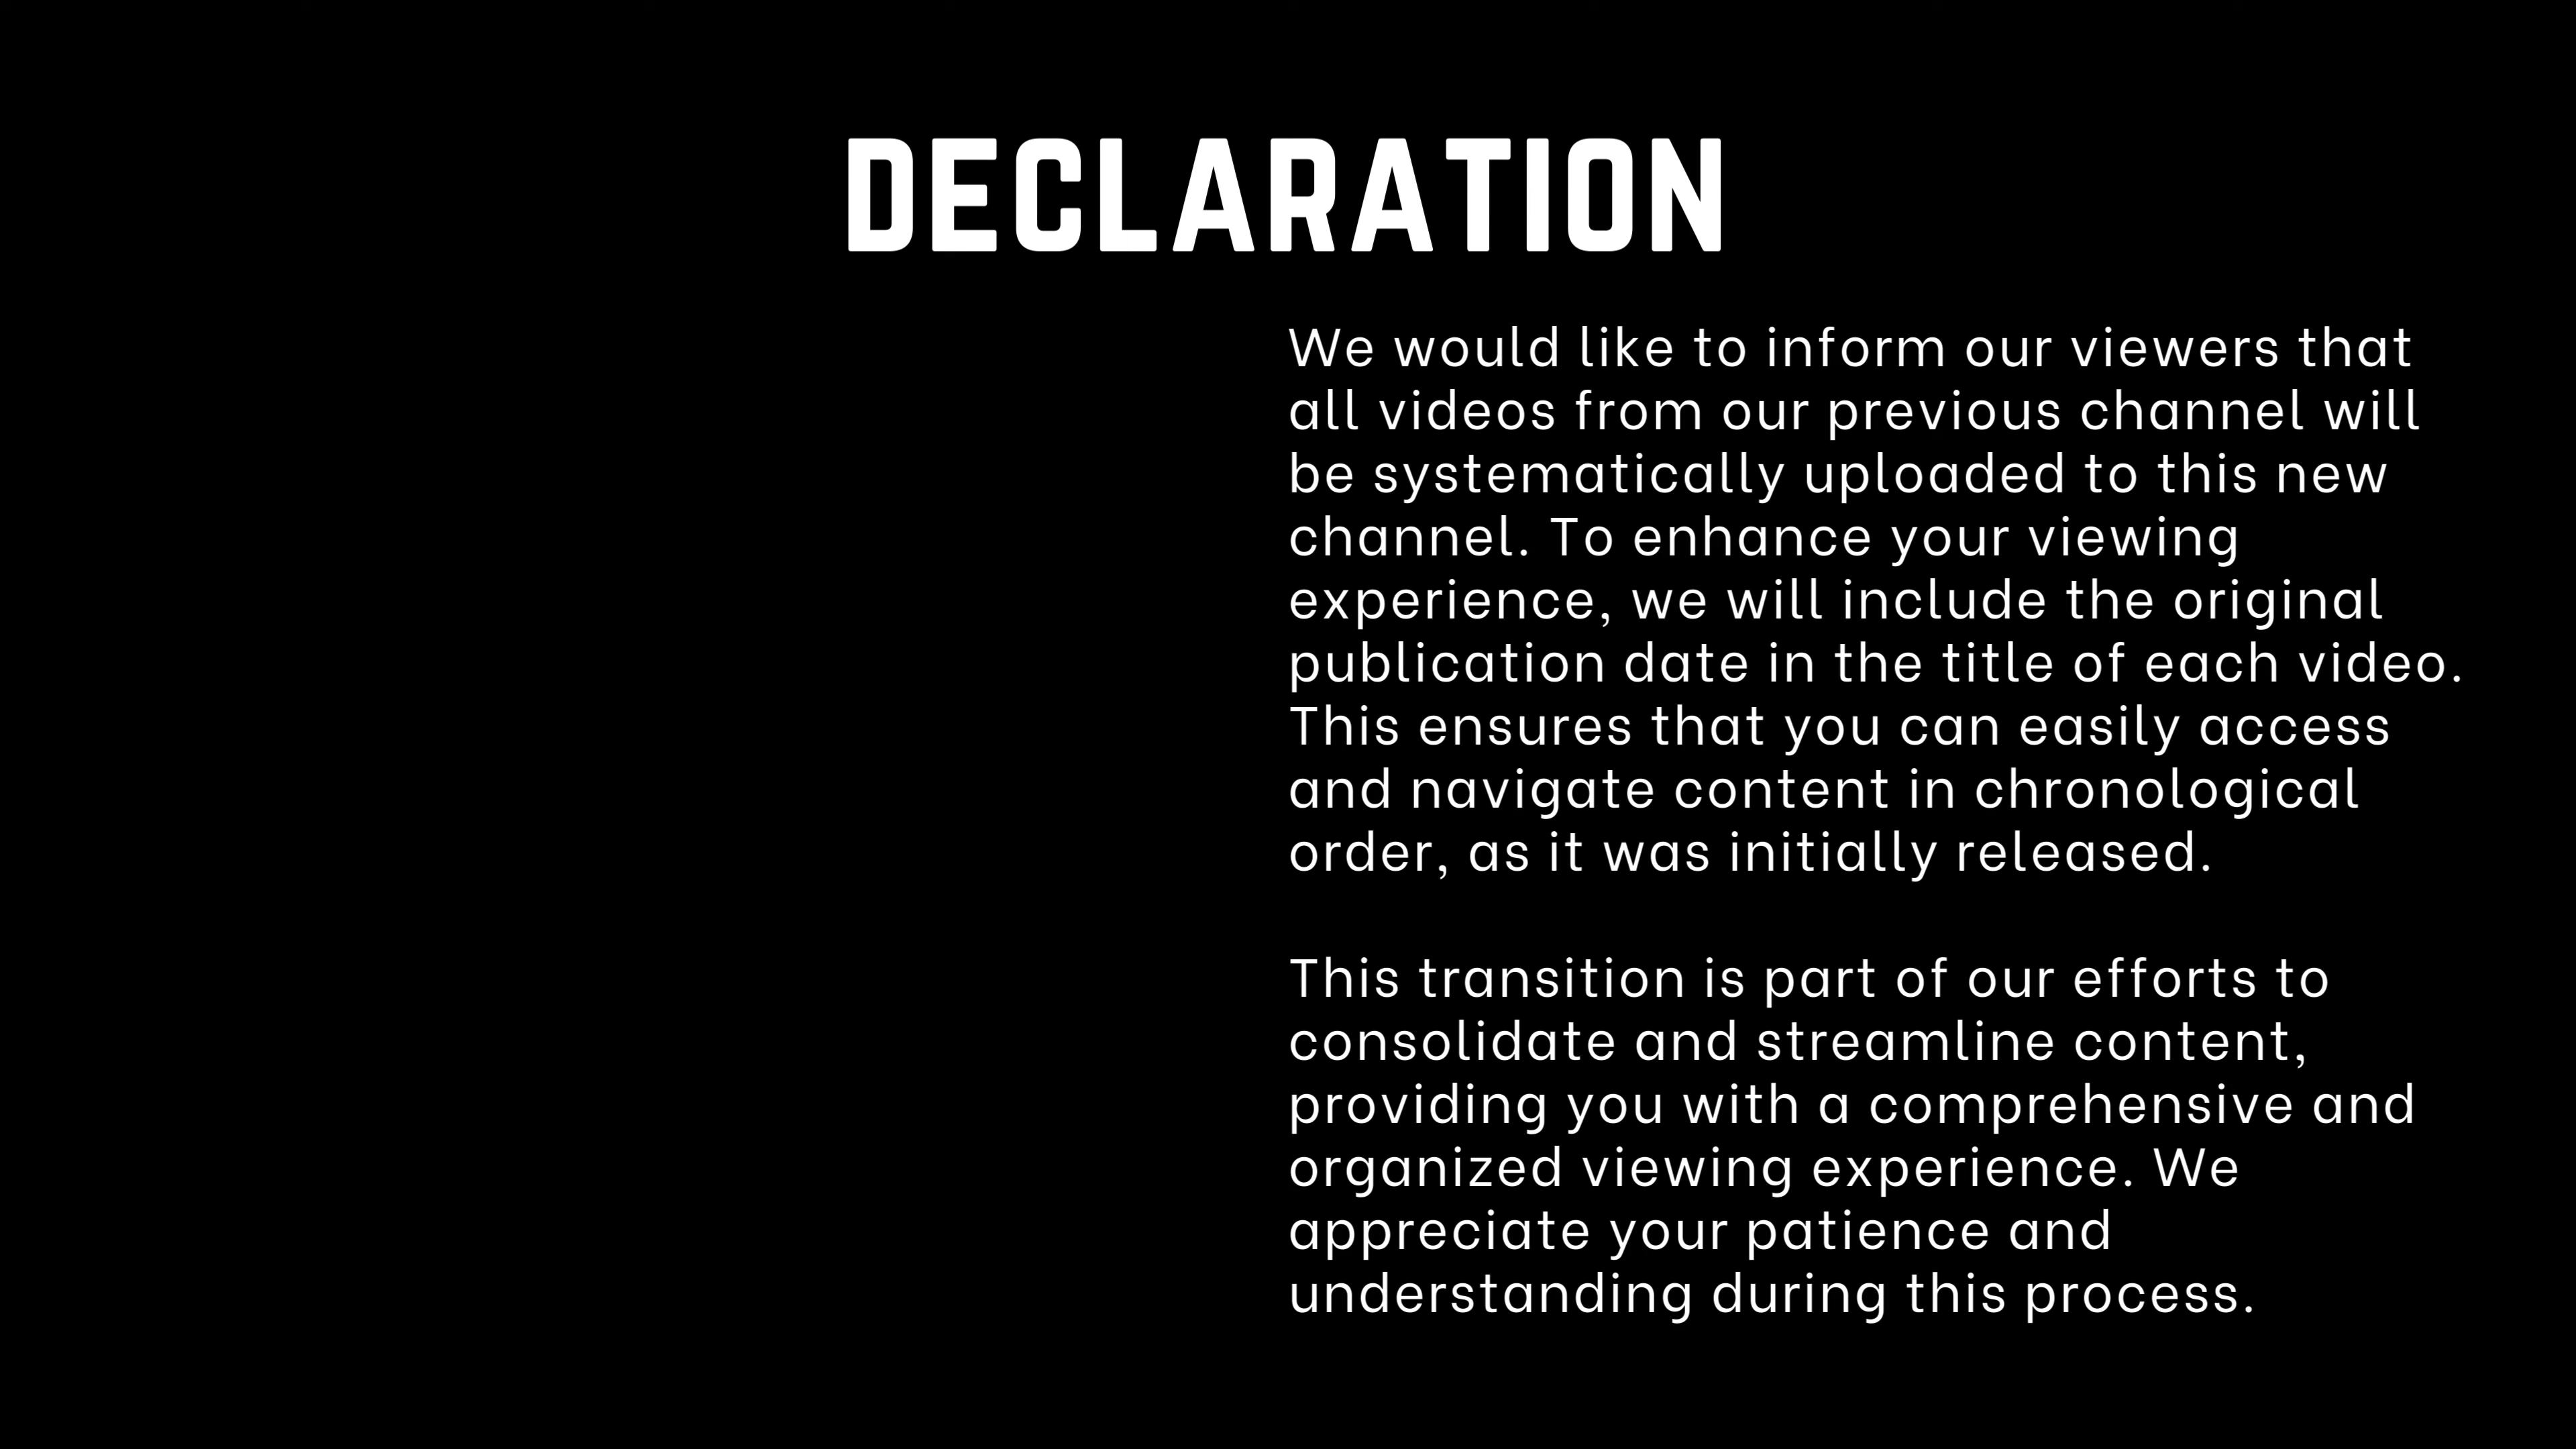 DECLARATION
We would like to inform our viewers that
all videos from our previous channel will
be systematically uploaded to this new
channel. To enhance your viewing
experience, we will include the original
publication date in the title of each video.
This ensures that you can easily access
and navigate content in chronological
order, as it was initially released.
This transition is part of our efforts to
consolidate and streamline content,
providing you with a comprehensive and
organized viewing experience. We
appreciate your patience and
understanding during this process.